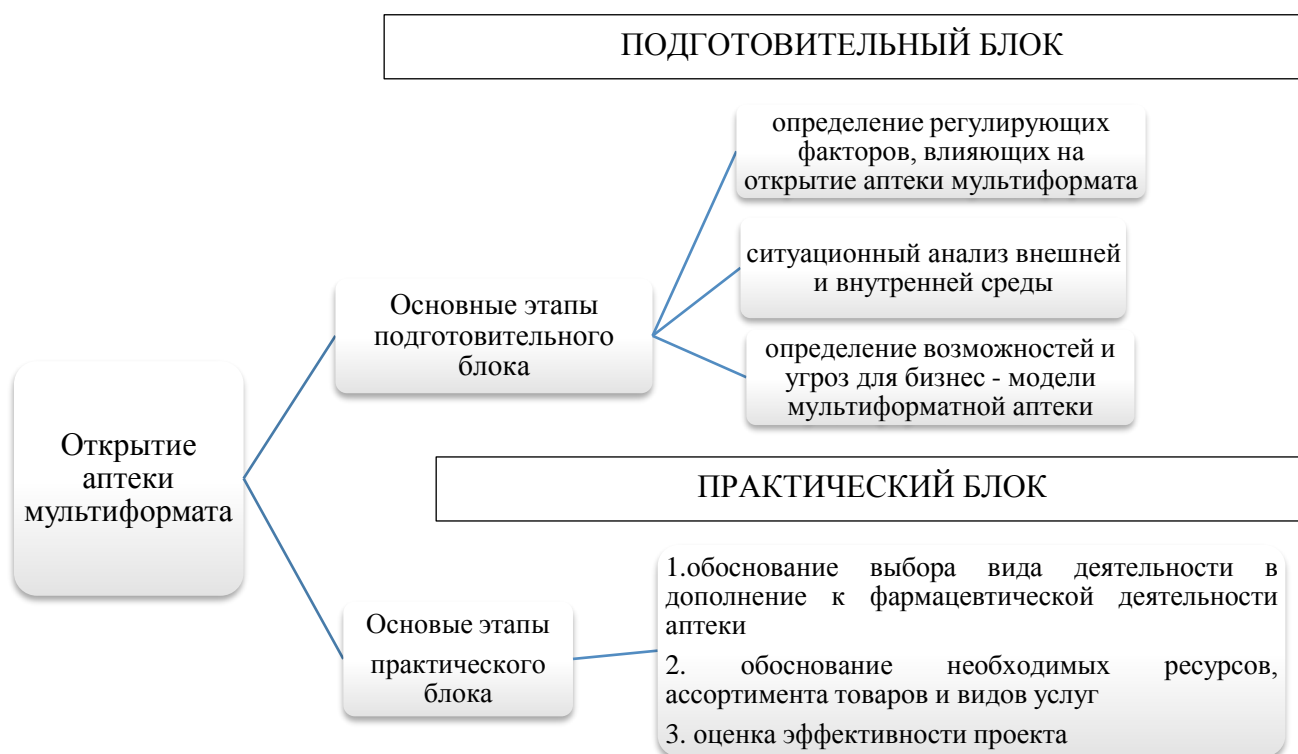 ПОДГОТОВИТЕЛЬНЫЙ БЛОК
определение регулирующих
факторов, влияющих на
открытие аптеки мультиформата
ситуационный анализ внешней
и внутренней среды
Основные этапы
подготовительного
блока
определение возможностей и
угроз для бизнес - модели
мультиформатной аптеки
Открытие
аптеки
мультиформата
ПРАКТИЧЕСКИЙ БЛОК
Основые этапы
практического
блока
1.обоснование выбора вида деятельности в
дополнение к фармацевтической деятельности
аптеки
2. обоснование необходимых ресурсов,
ассортимента товаров и видов услуг
3. оценка эффективности проекта